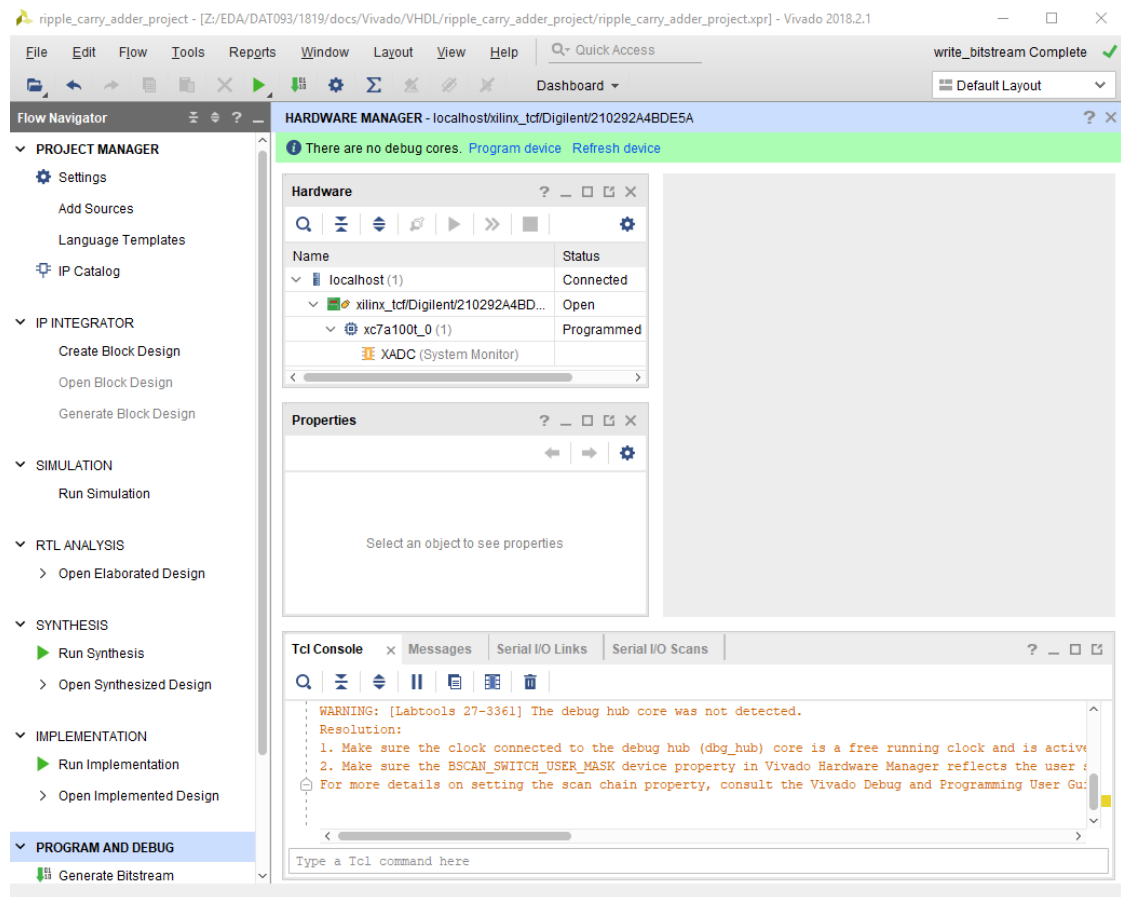 ripple_carry_adder_project - [Z:/EDA/DAT093/1819/docs/Vivado/VHDL/ripple_carry_adder_project/ripple_carry_adder_project.xpr] - Vivado 2018.2.1
File Edit Flow Tools Reports Window Layout View Help Quick Access write_bitstream Complete
Dashboard Default Layout
Flow Navigator
HARDWARE MANAGER - localhost/xilinx_tcf/Digilent/210292A4BDE5A
There are no debug cores. Program device Refresh device
PROJECT MANAGER
Settings
Add Sources
Language Templates
IP Catalog
IP INTEGRATOR
Create Block Design
Open Block Design
Generate Block Design
SIMULATION
Run Simulation
RTL ANALYSIS
Open Elaborated Design
SYNTHESIS
Run Synthesis
Open Synthesized Design
IMPLEMENTATION
Run Implementation
Open Implemented Design
PROGRAM AND DEBUG
Generate Bitstream
Hardware
Name Status
localhost (1) Connected
xilinx_tcf/Digilent/210292A4BD... Open
xc7a100t_0 (1) Programmed
XADC (System Monitor)
Properties
Select an object to see properties
Tcl Console Messages Serial I/O Links Serial I/O Scans
WARNING: [Labtools 27-3361] The debug hub core was not detected.
Resolution:
1. Make sure the clock connected to the debug hub (dbg_hub) core is a free running clock and is active
2. Make sure the BSCAN_SWITCH_USER_MASK device property in Vivado Hardware Manager reflects the user
For more details on setting the scan chain property, consult the Vivado Debug and Programming User
Type a Tcl command here